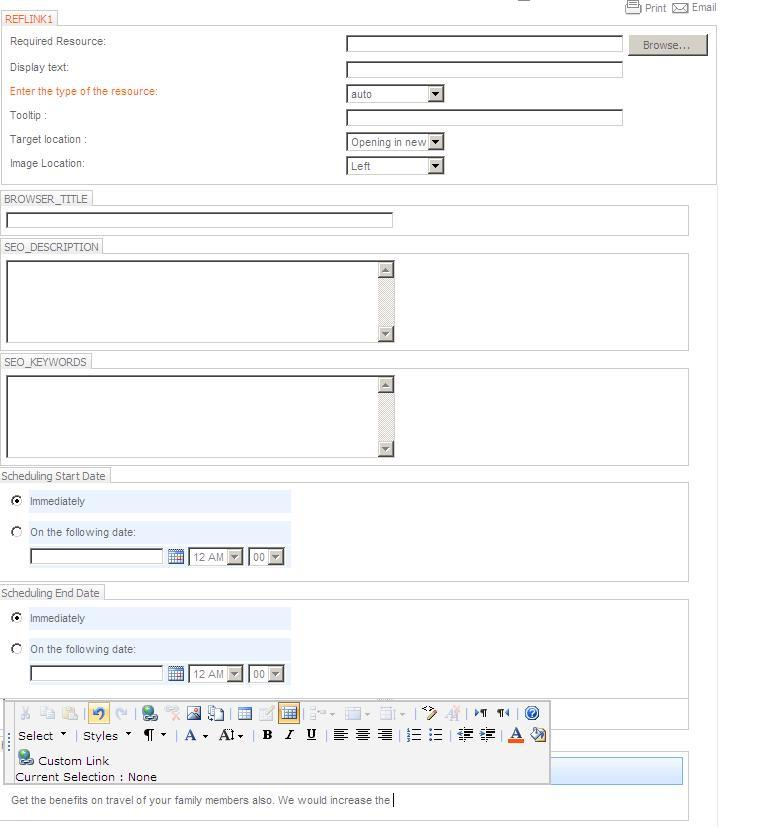 Print Email
REFLINK1
Required Resource:
Browse...
Display text:
Enter the type of the resource:
auto
Tooltip :
Target location :
Opening in new
Image Location:
Left
BROWSER_TITLE
SEO_DESCRIPTION
SEO_KEYWORDS
Scheduling Start Date
Immediately
On the following date:
12 AM 00
Scheduling End Date
Immediately
On the following date:
12 AM 00
Select Styles ¶ A A B I U A
Custom Link
Current Selection : None
Get the benefits on travel of your family members also. We would increase the